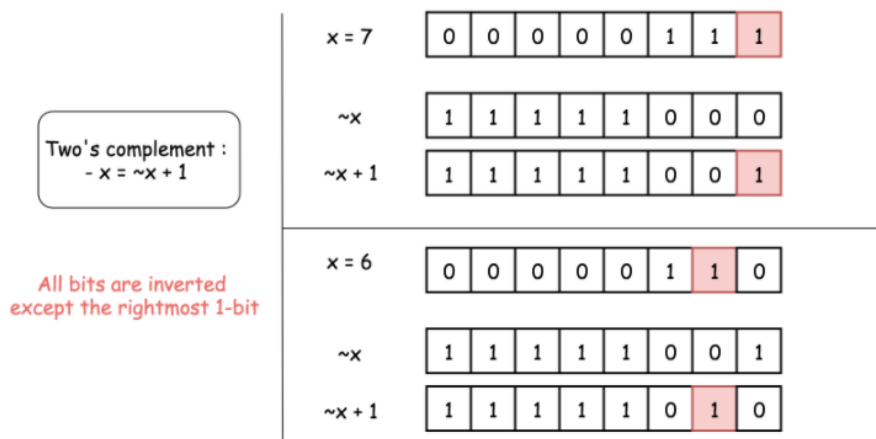 Two's complement :
- x = ~x + 1
All bits are inverted
except the rightmost 1-bit
x = 7 0 0 0 0 0 1 1 1
~x 1 1 1 1 1 0 0 0
~x + 1 1 1 1 1 1 0 0 1
x = 6 0 0 0 0 0 1 1 0
~x 1 1 1 1 1 0 0 1
~x + 1 1 1 1 1 1 0 1 0